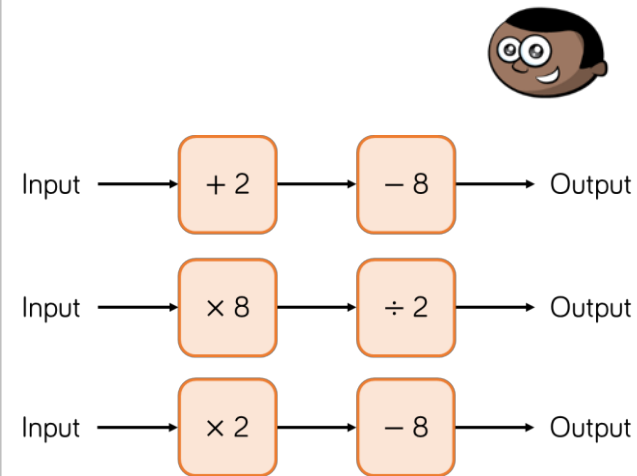 Input + 2 − 8 Output
Input × 8 ÷ 2 Output
Input × 2 − 8 Output